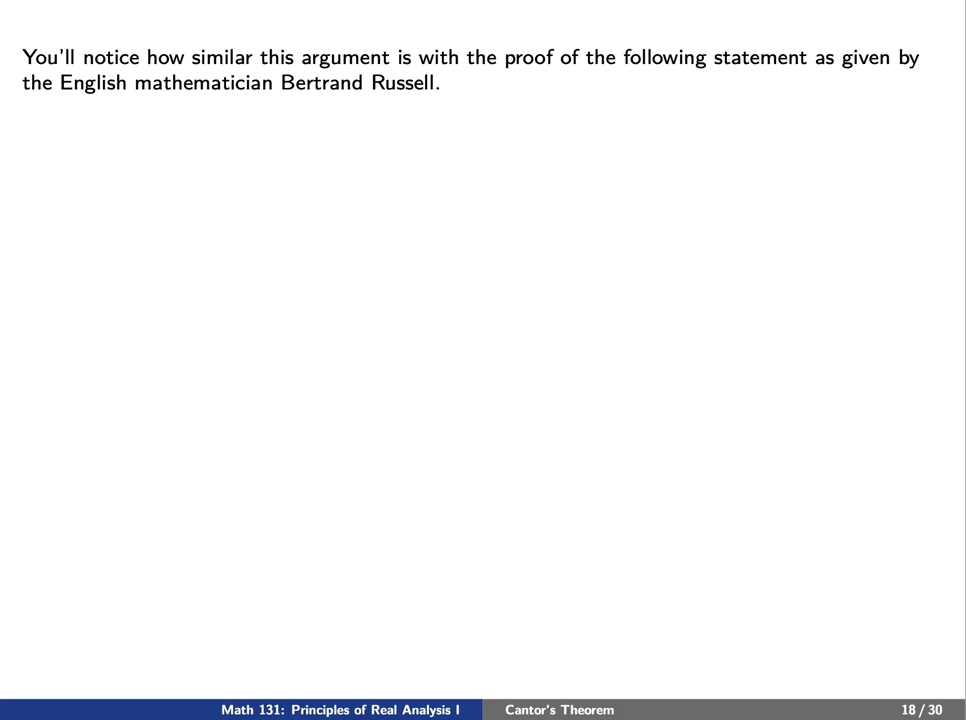 You'll notice how similar this argument is with the proof of the following statement as given by
the English mathematician Bertrand Russell.
Math 131: Principles of Real Analysis I
Cantor's Theorem
18 / 30